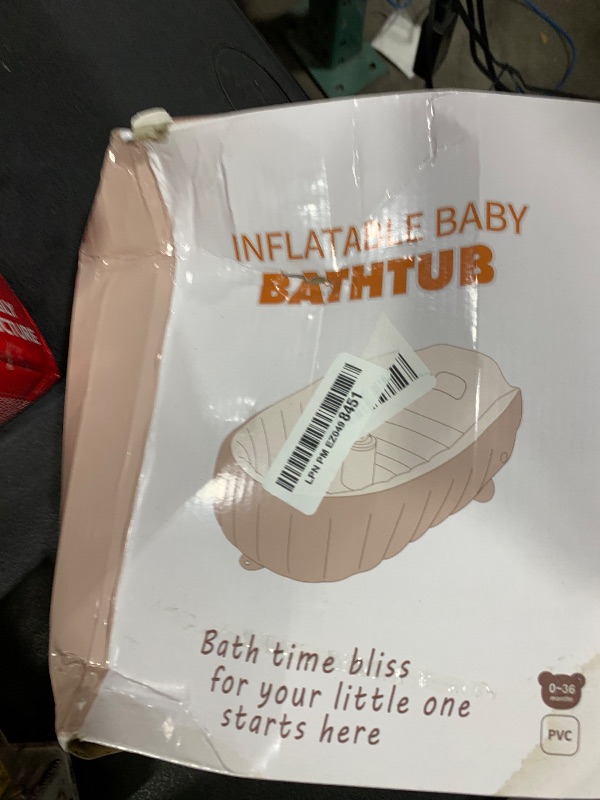 INFLATABLE BABY
BATHTUB
LPN PM EZ049 8451
Bath time bliss
for your little one
starts here
0~36
months
PVC
CTURE